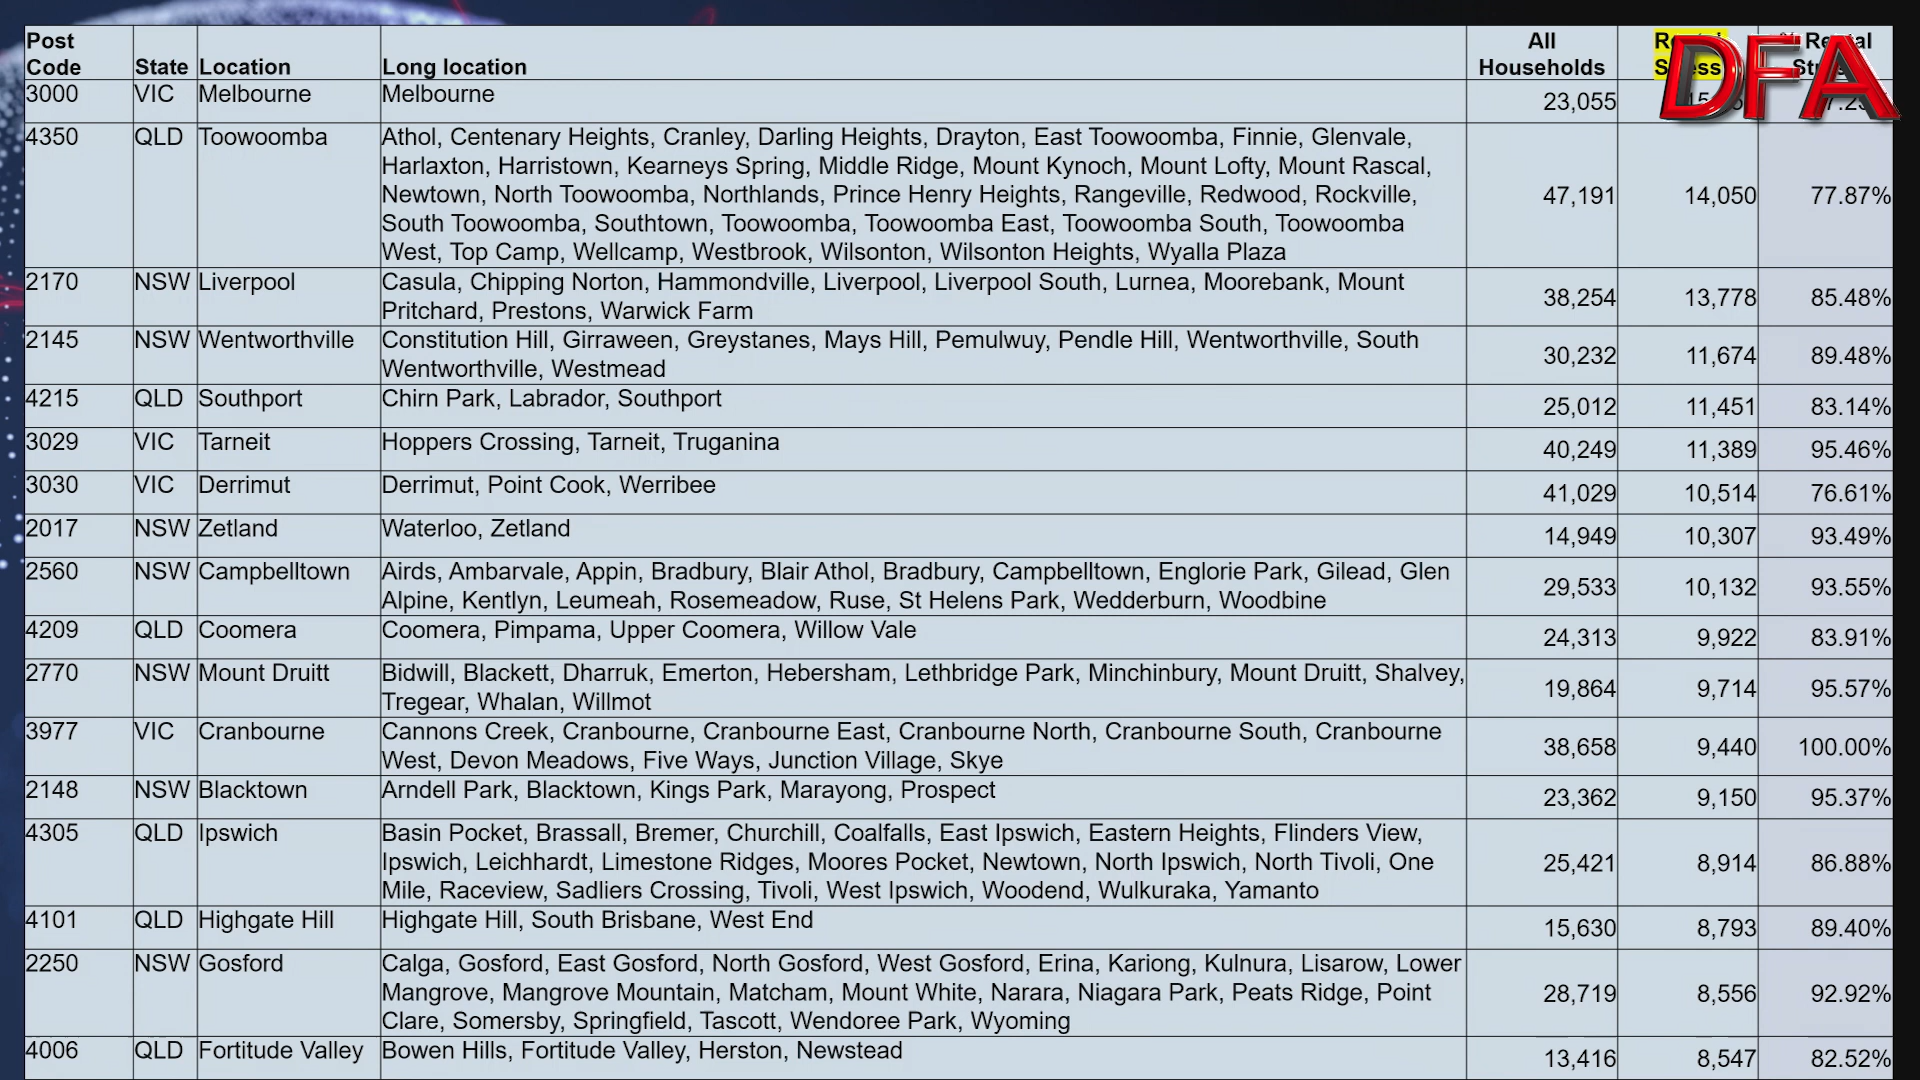 Post Code State Location Long location All Households Rental Stress % Rental Stress
DFA
3000 VIC Melbourne Melbourne 23,055
4350 QLD Toowoomba Athol, Centenary Heights, Cranley, Darling Heights, Drayton, East Toowoomba, Finnie, Glenvale,
Harlaxton, Harristown, Kearneys Spring, Middle Ridge, Mount Kynoch, Mount Lofty, Mount Rascal,
Newtown, North Toowoomba, Northlands, Prince Henry Heights, Rangeville, Redwood, Rockville,
South Toowoomba, Southtown, Toowoomba, Toowoomba East, Toowoomba South, Toowoomba
West, Top Camp, Wellcamp, Westbrook, Wilsonton, Wilsonton Heights, Wyalla Plaza
47,191 14,050 77.87%
2170 NSW Liverpool Casula, Chipping Norton, Hammondville, Liverpool, Liverpool South, Lurnea, Moorebank, Mount
Pritchard, Prestons, Warwick Farm
38,254 13,778 85.48%
2145 NSW Wentworthville Constitution Hill, Girraween, Greystanes, Mays Hill, Pemulwuy, Pendle Hill, Wentworthville, South
Wentworthville, Westmead
30,232 11,674 89.48%
4215 QLD Southport Chirn Park, Labrador, Southport 25,012 11,451 83.14%
3029 VIC Tarneit Hoppers Crossing, Tarneit, Truganina 40,249 11,389 95.46%
3030 VIC Derrimut Derrimut, Point Cook, Werribee 41,029 10,514 76.61%
2017 NSW Zetland Waterloo, Zetland 14,949 10,307 93.49%
2560 NSW Campbelltown Airds, Ambarvale, Appin, Bradbury, Blair Athol, Bradbury, Campbelltown, Englorie Park, Gilead, Glen
Alpine, Kentlyn, Leumeah, Rosemeadow, Ruse, St Helens Park, Wedderburn, Woodbine
29,533 10,132 93.55%
4209 QLD Coomera Coomera, Pimpama, Upper Coomera, Willow Vale 24,313 9,922 83.91%
2770 NSW Mount Druitt Bidwill, Blackett, Dharruk, Emerton, Hebersham, Lethbridge Park, Minchinbury, Mount Druitt, Shalvey,
Tregear, Whalan, Willmot
19,864 9,714 95.57%
3977 VIC Cranbourne Cannons Creek, Cranbourne, Cranbourne East, Cranbourne North, Cranbourne South, Cranbourne
West, Devon Meadows, Five Ways, Junction Village, Skye
38,658 9,440 100.00%
2148 NSW Blacktown Arndell Park, Blacktown, Kings Park, Marayong, Prospect 23,362 9,150 95.37%
4305 QLD Ipswich Basin Pocket, Brassall, Bremer, Churchill, Coalfalls, East Ipswich, Eastern Heights, Flinders View,
Ipswich, Leichhardt, Limestone Ridges, Moores Pocket, Newtown, North Ipswich, North Tivoli, One
Mile, Raceview, Sadliers Crossing, Tivoli, West Ipswich, Woodend, Wulkuraka, Yamanto
25,421 8,914 86.88%
4101 QLD Highgate Hill Highgate Hill, South Brisbane, West End 15,630 8,793 89.40%
2250 NSW Gosford Calga, Gosford, East Gosford, North Gosford, West Gosford, Erina, Kariong, Kulnura, Lisarow, Lower
Mangrove, Mangrove Mountain, Matcham, Mount White, Narara, Niagara Park, Peats Ridge, Point
Clare, Somersby, Springfield, Tascott, Wendoree Park, Wyoming
28,719 8,556 92.92%
4006 QLD Fortitude Valley Bowen Hills, Fortitude Valley, Herston, Newstead 13,416 8,547 82.52%